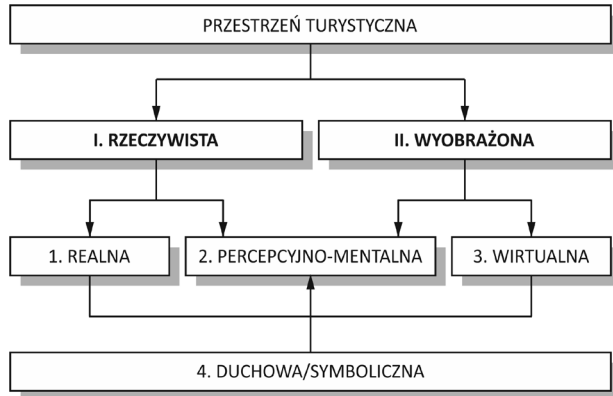 PRZESTRZEŃ TURYSTYCZNA
I. RZECZYWISTA
II. WYOBRAŻONA
1. REALNA
2. PERCEPCYJNO-MENTALNA
3. WIRTUALNA
4. DUCHOWA/SYMBOLICZNA